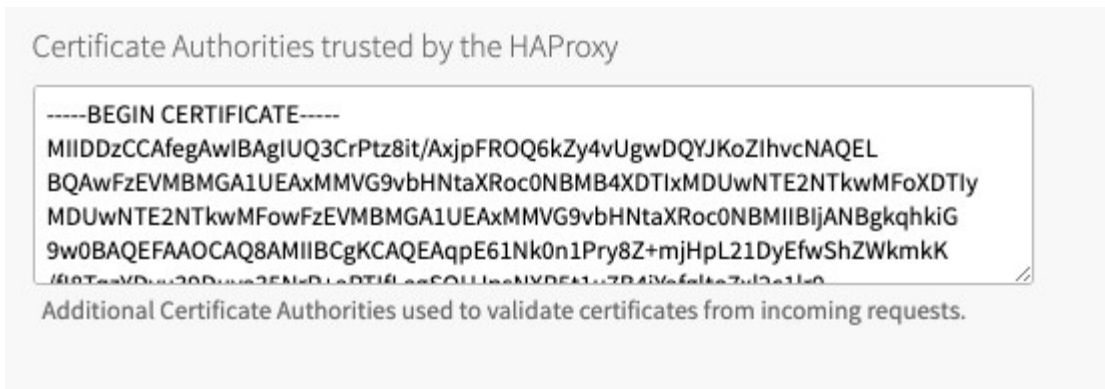 Certificate Authorities trusted by the HAProxy
-----BEGIN CERTIFICATE-----
MIIDDzCCAfegAwIBAgIUQ3CrPtz8it/AxjpFROQ6kZy4vUgwDQYJKoZIhvcNAQEL
BQAwFzEVMBMGA1UEAxMMVG9vbHNtaXRoc0NBMB4XDTIxMDUwNTE2NTkwMFoXDTIy
MDUwNTE2NTkwMFowFzEVMBMGA1UEAxMMVG9vbHNtaXRoc0NBMIIBIjANBgkqhkiG
9w0BAQEFAAOCAQ8AMIIBCgKCAQEAqpE61Nk0n1Pry8Z+mjHpL21DyEfwShZWkmkK
Additional Certificate Authorities used to validate certificates from incoming requests.